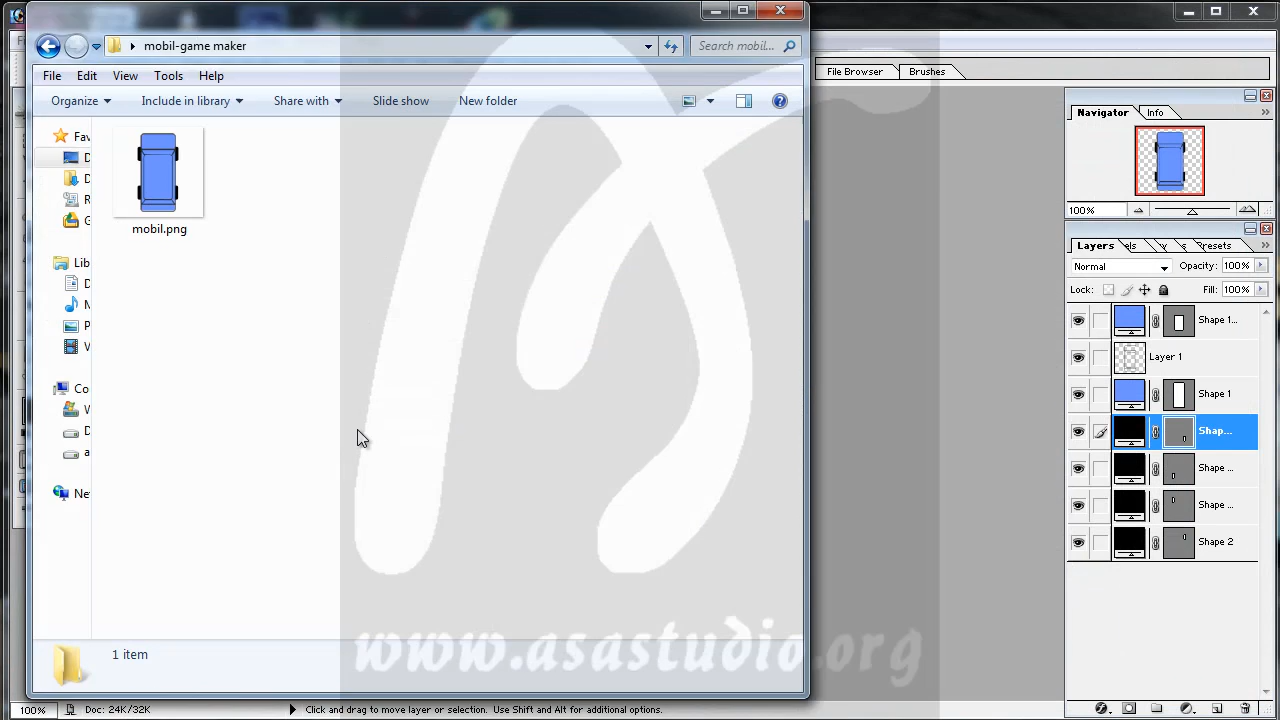 mobil-game maker
Search mobil...
File Edit View Tools Help
File Browser
Brushes
Organize
Include in library
Share with
Slide show
New folder
Navigator
Info
mobil.png
100%
Layers
Normal
Opacity: 100%
Lock:
Fill: 100%
Shape 1...
Layer 1
Shape 1
Shap...
Shape ...
Shape ...
Shape 2
www.asastudio.org
1 item
100%
Doc: 24K/32K
Click and drag to move layer or selection. Use Shift and Alt for additional options.